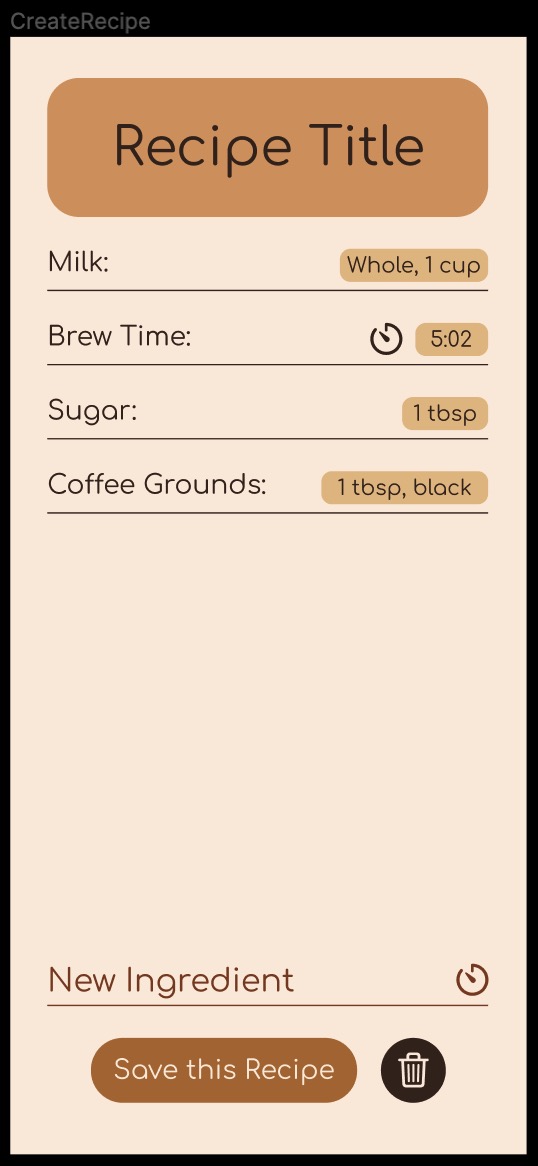 CreateRecipe
Recipe Title
Milk: Whole, 1 cup
Brew Time: 5:02
Sugar: 1 tbsp
Coffee Grounds: 1 tbsp, black
New Ingredient
Save this Recipe